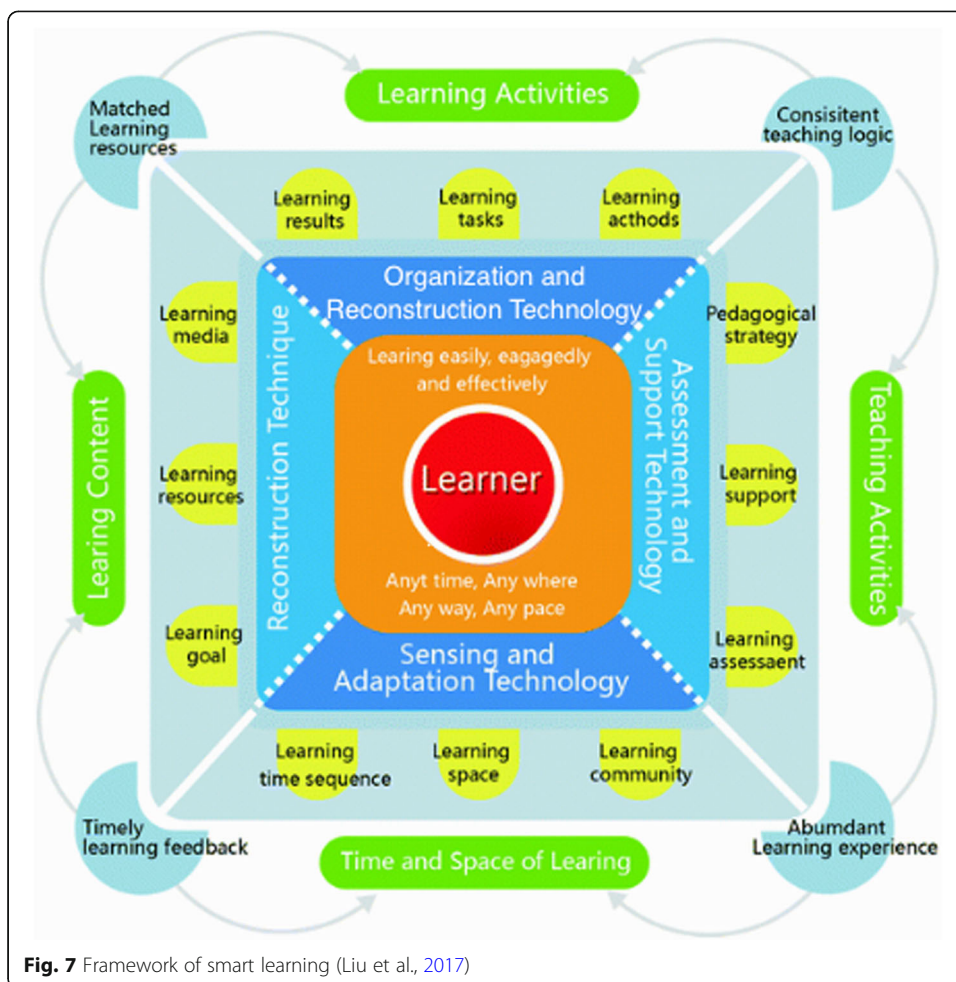 Matched
Learning
resources
Learning Activities
Consisitent
teaching logic
Learning
results
Learning
tasks
Learning
acthods
Learning
media
Organization and
Reconstruction Technology
Pedagogical
strategy
Learing easily, eagagedly
and effectively
Learing Content
Learning
resources
Reconstruction Technique
Learner
Assessment and
Support Technology
Learning
support
Teaching Activities
Anyt time, Any where
Any way, Any pace
Learning
goal
Sensing and
Adaptation Technology
Learning
assessaent
Learning
time sequence
Learning
space
Learning
community
Timely
learning feedback
Time and Space of Learing
Abumdant
Learning experience
Fig. 7 Framework of smart learning (Liu et al., 2017)